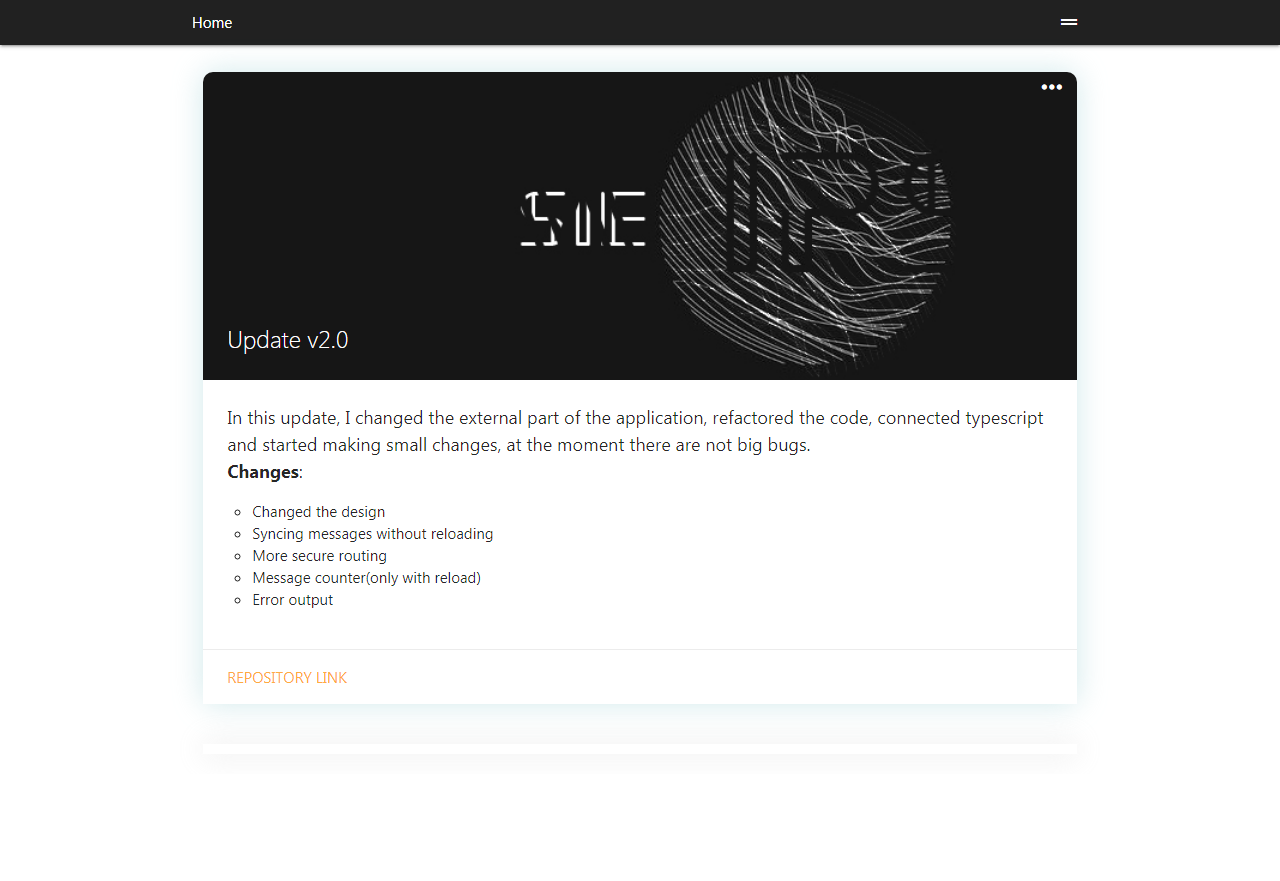 Home
Update v2.0
In this update, I changed the external part of the application, refactored the code, connected typescript
and started making small changes, at the moment there are not big bugs.
Changes:
Changed the design
Syncing messages without reloading
More secure routing
Message counter(only with reload)
Error output
REPOSITORY LINK